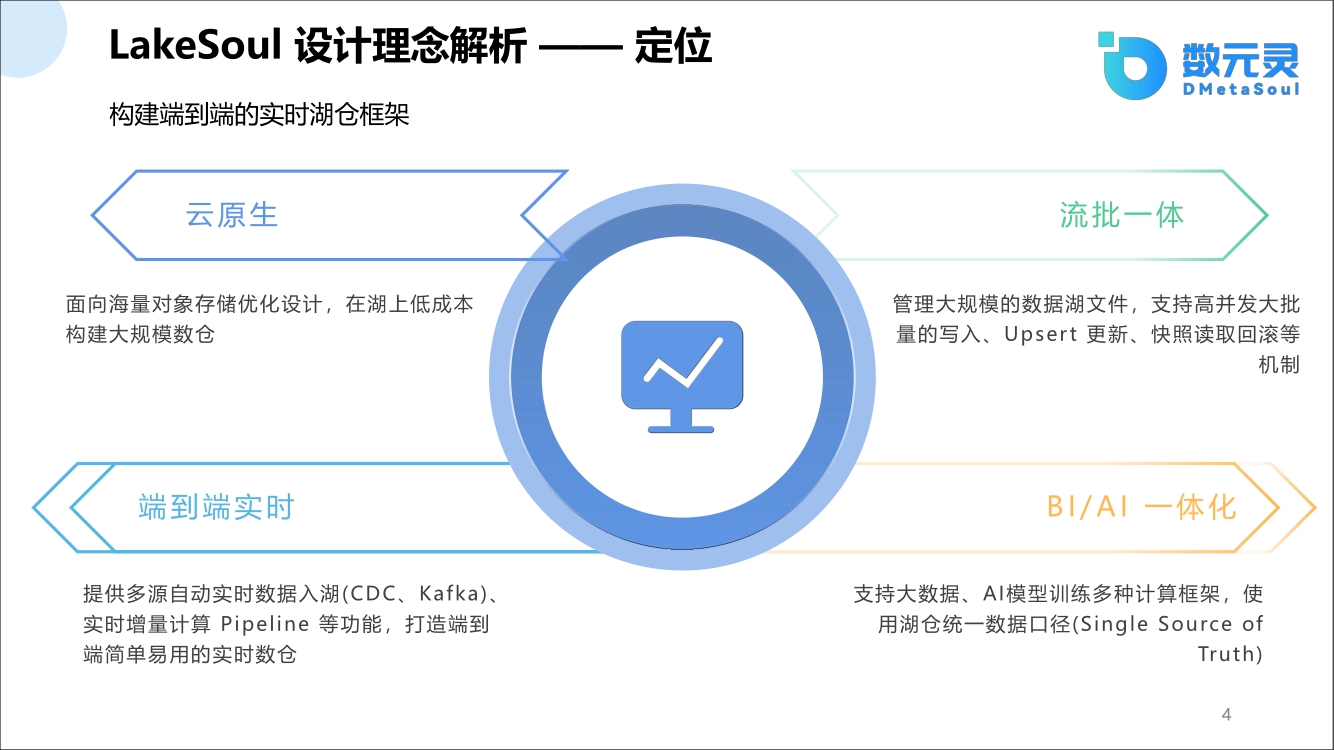 LakeSoul 设计理念解析 —— 定位
数元灵
DMetaSoul
构建端到端的实时湖仓框架
云原生
面向海量对象存储优化设计，在湖上低成本
构建大规模数仓
流批一体
管理大规模的数据湖文件，支持高并发大批
量的写入、Upsert 更新、快照读取回滚等
机制
端到端实时
提供多源自动实时数据入湖(CDC、Kafka)、
实时增量计算 Pipeline 等功能，打造端到
端简单易用的实时数仓
BI/AI 一体化
支持大数据、AI模型训练多种计算框架，使
用湖仓统一数据口径(Single Source of
Truth)
4